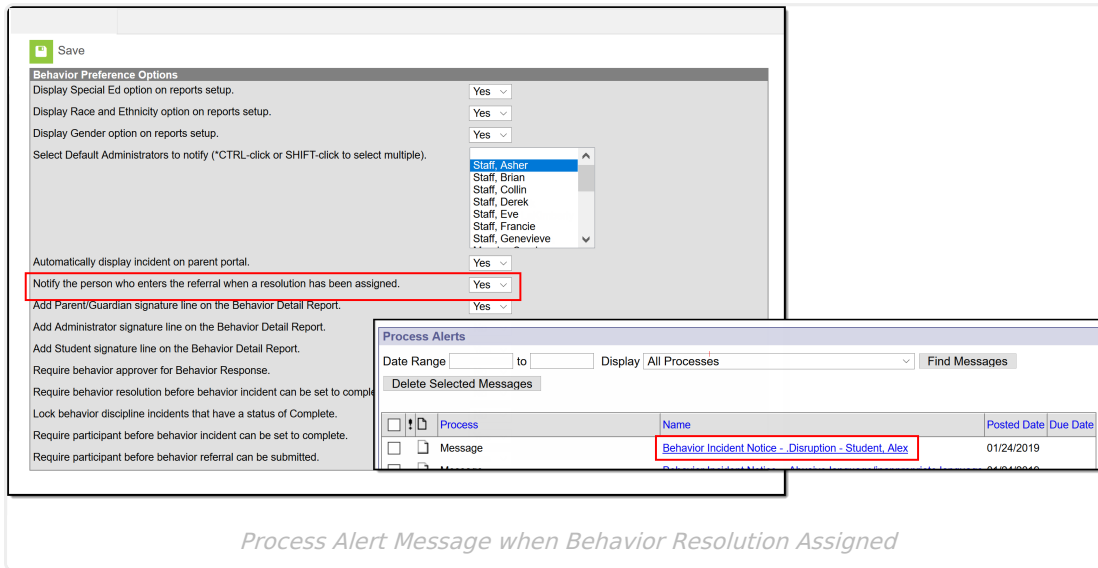 Save
Behavior Preference Options
Display Special Ed option on reports setup. Yes
Display Race and Ethnicity option on reports setup. Yes
Display Gender option on reports setup. Yes
Select Default Administrators to notify (*CTRL-click or SHIFT-click to select multiple).
Staff, Asher
Staff, Brian
Staff, Collin
Staff, Derek
Staff, Eve
Staff, Francie
Staff, Genevieve
Automatically display incident on parent portal. Yes
Notify the person who enters the referral when a resolution has been assigned. Yes
Add Parent/Guardian signature line on the Behavior Detail Report. Yes
Add Administrator signature line on the Behavior Detail Report.
Add Student signature line on the Behavior Detail Report.
Require behavior approver for Behavior Response.
Require behavior resolution before behavior incident can be set to comple
Lock behavior discipline incidents that have a status of Complete.
Require participant before behavior incident can be set to complete.
Require participant before behavior referral can be submitted.
Process Alerts
Date Range to Display All Processes Find Messages
Delete Selected Messages
Process Name Posted Date Due Date
Message Behavior Incident Notice - .Disruption - Student, Alex 01/24/2019
Process Alert Message when Behavior Resolution Assigned